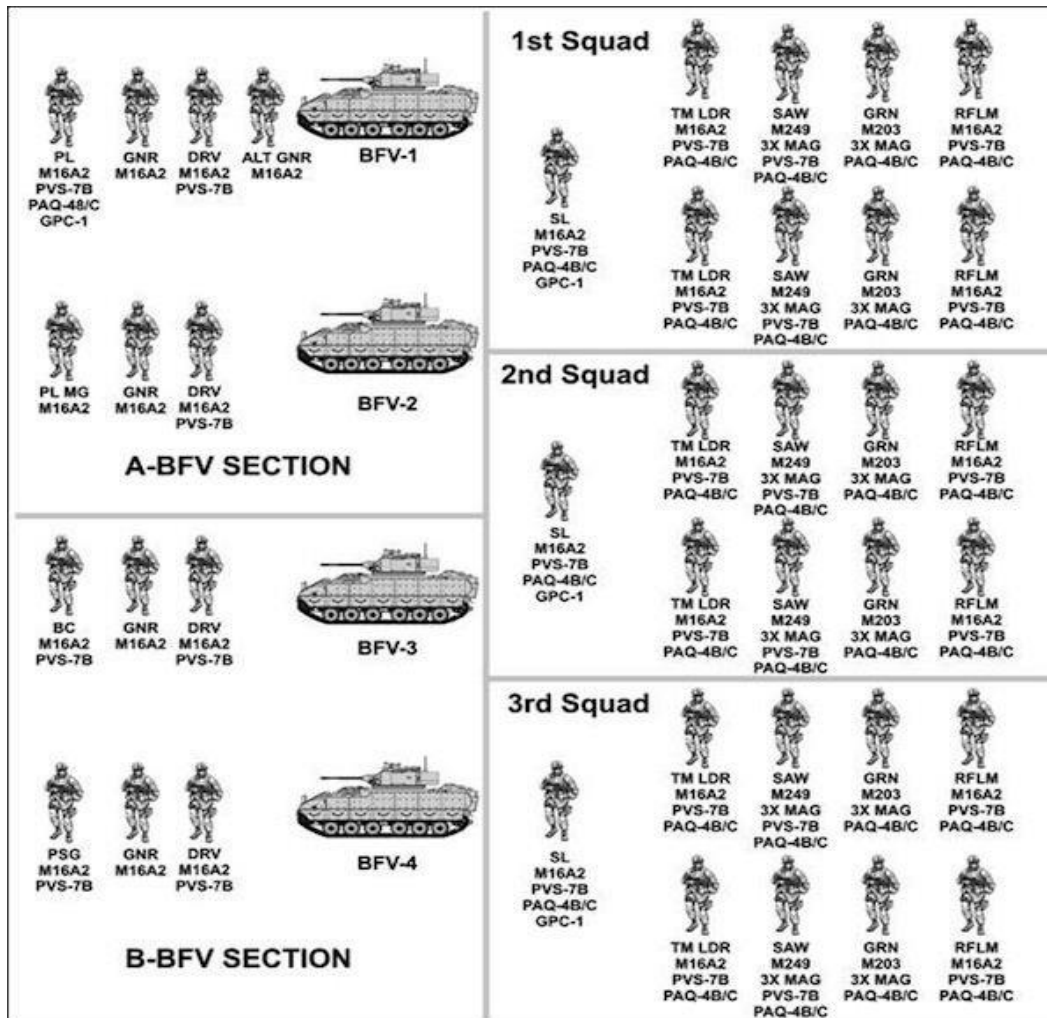 PL
M16A2
PVS-7B
PAQ-48/C
GPC-1
GNR
M16A2
DRV
M16A2
PVS-7B
ALT GNR
M16A2
BFV-1
PL MG
M16A2
GNR
M16A2
DRV
M16A2
PVS-7B
BFV-2
A-BFV SECTION
BC
M16A2
PVS-7B
GNR
M16A2
DRV
M16A2
PVS-7B
BFV-3
PSG
M16A2
PVS-7B
GNR
M16A2
DRV
M16A2
PVS-7B
BFV-4
B-BFV SECTION
1st Squad
SL
M16A2
PVS-7B
PAQ-4B/C
GPC-1
TM LDR
M16A2
PVS-7B
PAQ-4B/C
SAW
M249
3X MAG
PVS-7B
PAQ-4B/C
GRN
M203
3X MAG
PAQ-4B/C
RFLM
M16A2
PVS-7B
PAQ-4B/C
TM LDR
M16A2
PVS-7B
PAQ-4B/C
SAW
M249
3X MAG
PVS-7B
PAQ-4B/C
GRN
M203
3X MAG
PAQ-4B/C
RFLM
M16A2
PVS-7B
PAQ-4B/C
2nd Squad
SL
M16A2
PVS-7B
PAQ-4B/C
GPC-1
TM LDR
M16A2
PVS-7B
PAQ-4B/C
SAW
M249
3X MAG
PVS-7B
PAQ-4B/C
GRN
M203
3X MAG
PAQ-4B/C
RFLM
M16A2
PVS-7B
PAQ-4B/C
TM LDR
M16A2
PVS-7B
PAQ-4B/C
SAW
M249
3X MAG
PVS-7B
PAQ-4B/C
GRN
M203
3X MAG
PAQ-4B/C
RFLM
M16A2
PVS-7B
PAQ-4B/C
3rd Squad
SL
M16A2
PVS-7B
PAQ-4B/C
GPC-1
TM LDR
M16A2
PVS-7B
PAQ-4B/C
SAW
M249
3X MAG
PVS-7B
PAQ-4B/C
GRN
M203
3X MAG
PAQ-4B/C
RFLM
M16A2
PVS-7B
PAQ-4B/C
TM LDR
M16A2
PVS-7B
PAQ-4B/C
SAW
M249
3X MAG
PVS-7B
PAQ-4B/C
GRN
M203
3X MAG
PAQ-4B/C
RFLM
M16A2
PVS-7B
PAQ-4B/C